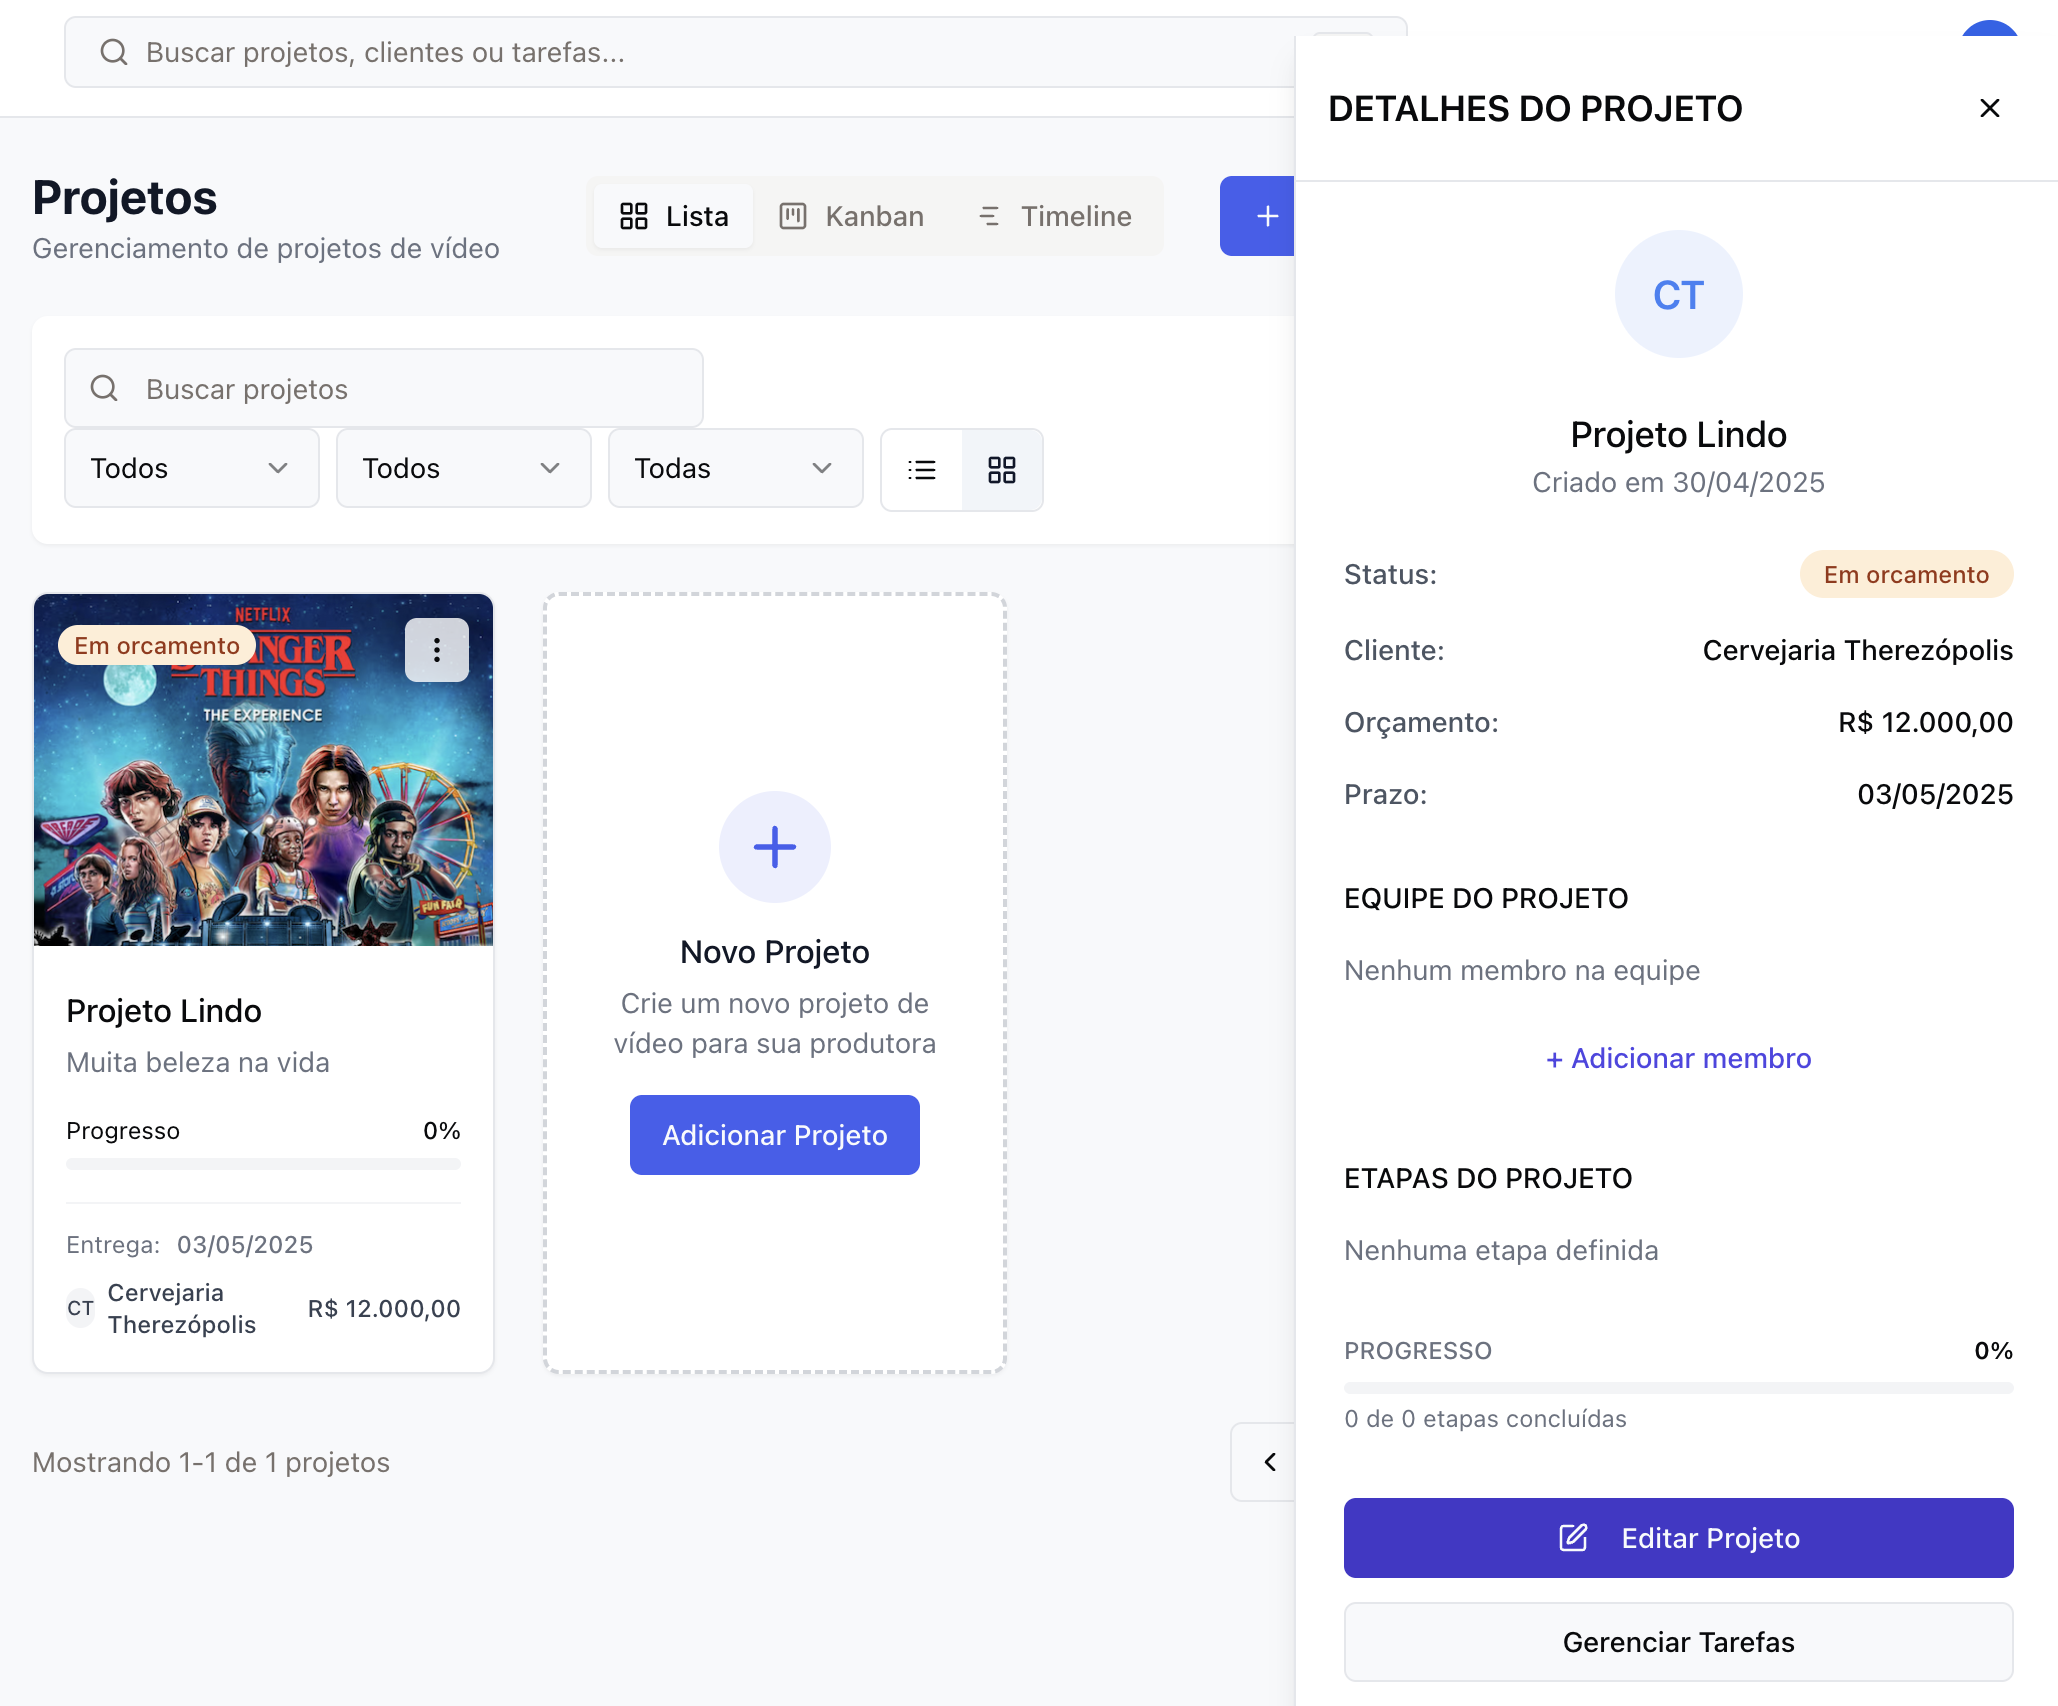 Buscar projetos, clientes ou tarefas...
Projetos
Gerenciamento de projetos de vídeo
Lista
Kanban
Timeline
+
Buscar projetos
Todos
Todos
Todas
Em orcamento
NETFLIX
THINGS
THE EXPERIENCE
FUN FAIR
Projeto Lindo
Muita beleza na vida
Progresso
0%
Entrega: 03/05/2025
CT
Cervejaria
Therezópolis
R$ 12.000,00
Novo Projeto
Crie um novo projeto de
vídeo para sua produtora
Adicionar Projeto
Mostrando 1-1 de 1 projetos
DETALHES DO PROJETO
CT
Projeto Lindo
Criado em 30/04/2025
Status:
Em orcamento
Cliente:
Cervejaria Therezópolis
Orçamento:
R$ 12.000,00
Prazo:
03/05/2025
EQUIPE DO PROJETO
Nenhum membro na equipe
+ Adicionar membro
ETAPAS DO PROJETO
Nenhuma etapa definida
PROGRESSO
0%
0 de 0 etapas concluídas
Editar Projeto
Gerenciar Tarefas